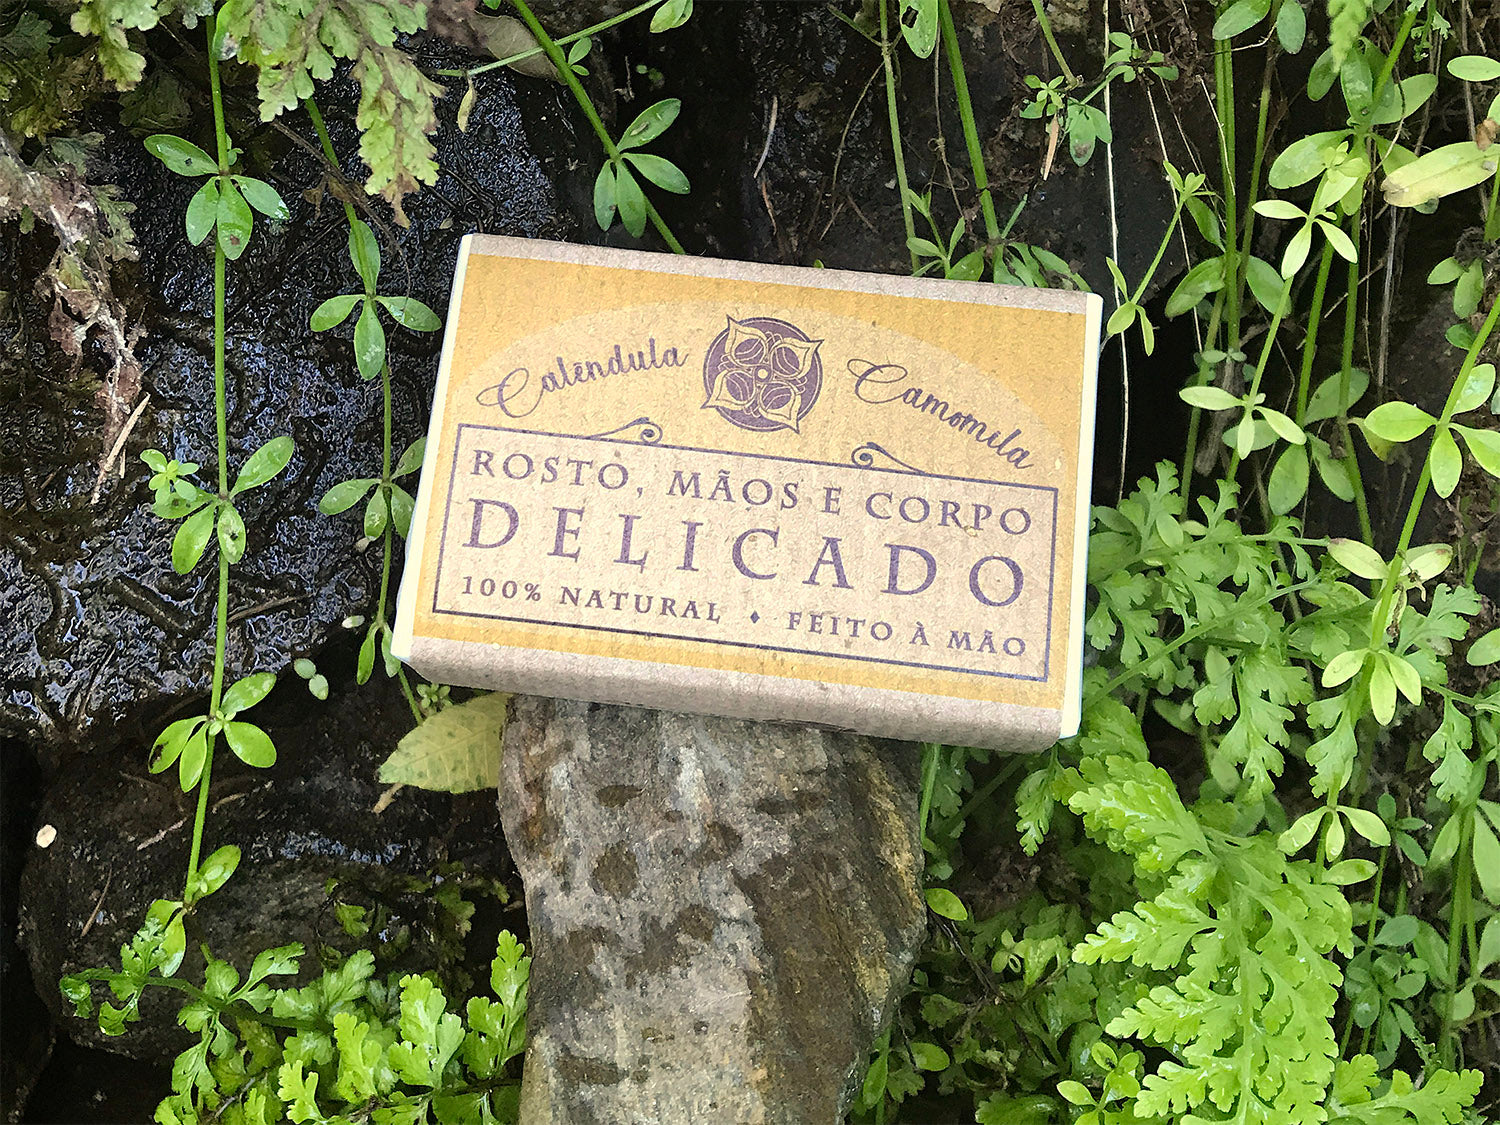 Calêndula Camomila
ROSTO, MÃOS E CORPO
DELICADO
100% NATURAL ♦ FEITO À MÃO